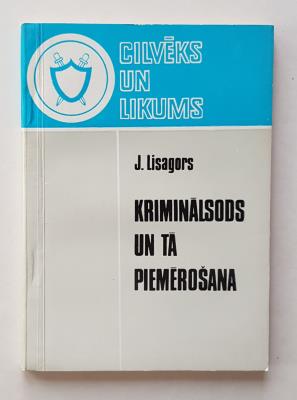 CILVĒKS
UN
LIKUMS
J. Lisagors
KRIMINĀLSODS
UN TĀ
PIEMĒROŠANA